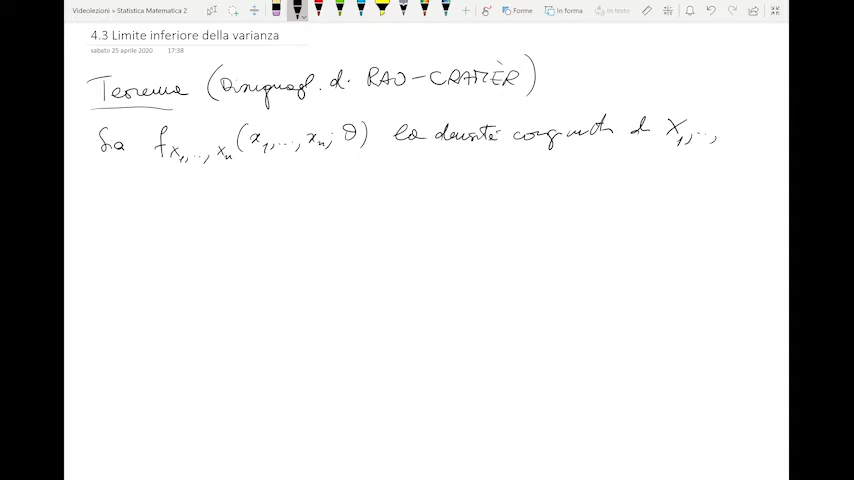 Videolezioni > Statistica Matematica 2
Forme
In forma
In testo
4.3 Limite inferiore della varianza
sabato 25 aprile 2020 17:38
Teorema (Disuguagl. di RAO-CRAMÈR)
Sia f_{X_1,..,X_n}(x_1,...,x_n; θ) la densità congiunta di X_1,..,